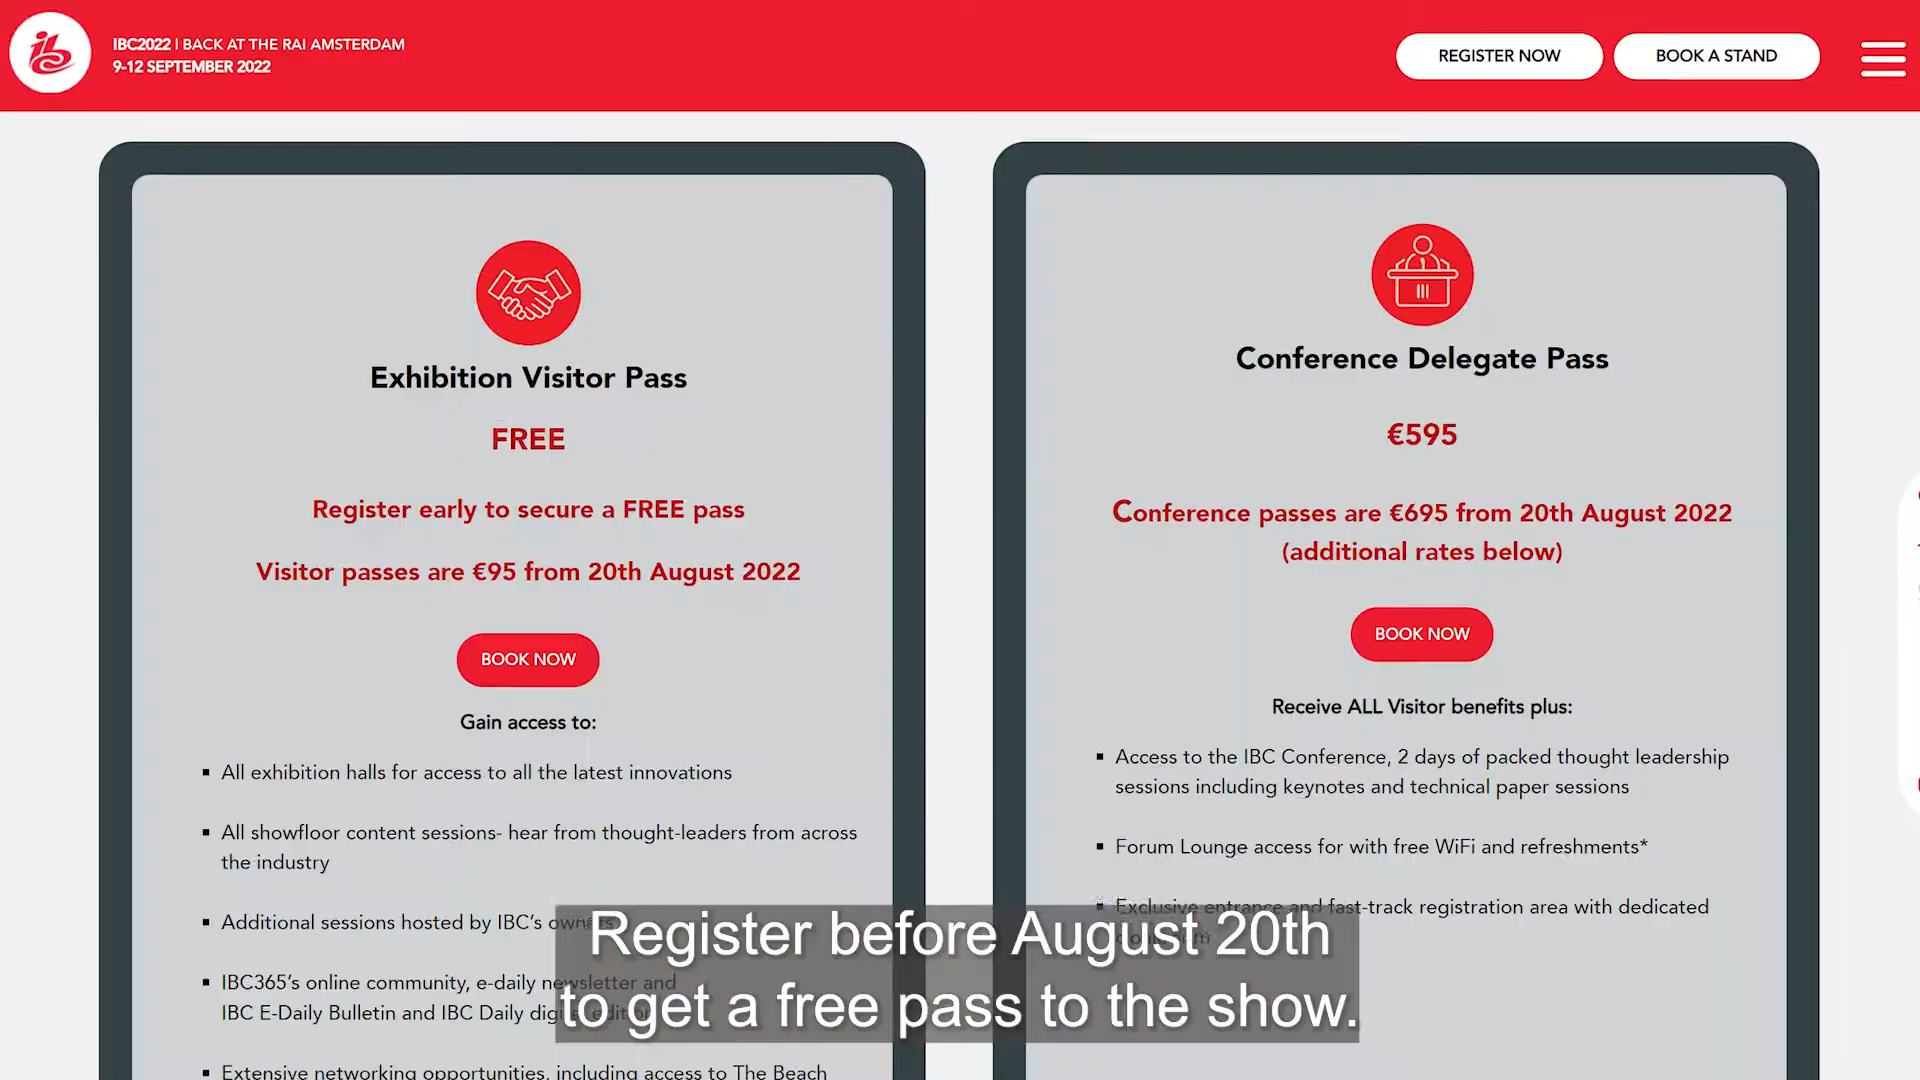 IBC2022 | BACK AT THE RAI AMSTERDAM
9-12 SEPTEMBER 2022
REGISTER NOW
BOOK A STAND
Exhibition Visitor Pass
FREE
Register early to secure a FREE pass
Visitor passes are €95 from 20th August 2022
BOOK NOW
Gain access to:
▪ All exhibition halls for access to all the latest innovations
▪ All showfloor content sessions- hear from thought-leaders from across
the industry
▪ Additional sessions hosted by IBC's owners
▪ IBC365's online community, e-daily newsletter and
IBC E-Daily Bulletin and IBC Daily digital edition
▪ Extensive networking opportunities, including access to The Beach
Conference Delegate Pass
€595
Conference passes are €695 from 20th August 2022
(additional rates below)
BOOK NOW
Receive ALL Visitor benefits plus:
▪ Access to the IBC Conference, 2 days of packed thought leadership
sessions including keynotes and technical paper sessions
▪ Forum Lounge access for with free WiFi and refreshments*
▪ Exclusive entrance and fast-track registration area with dedicated
Register before August 20th
to get a free pass to the show.